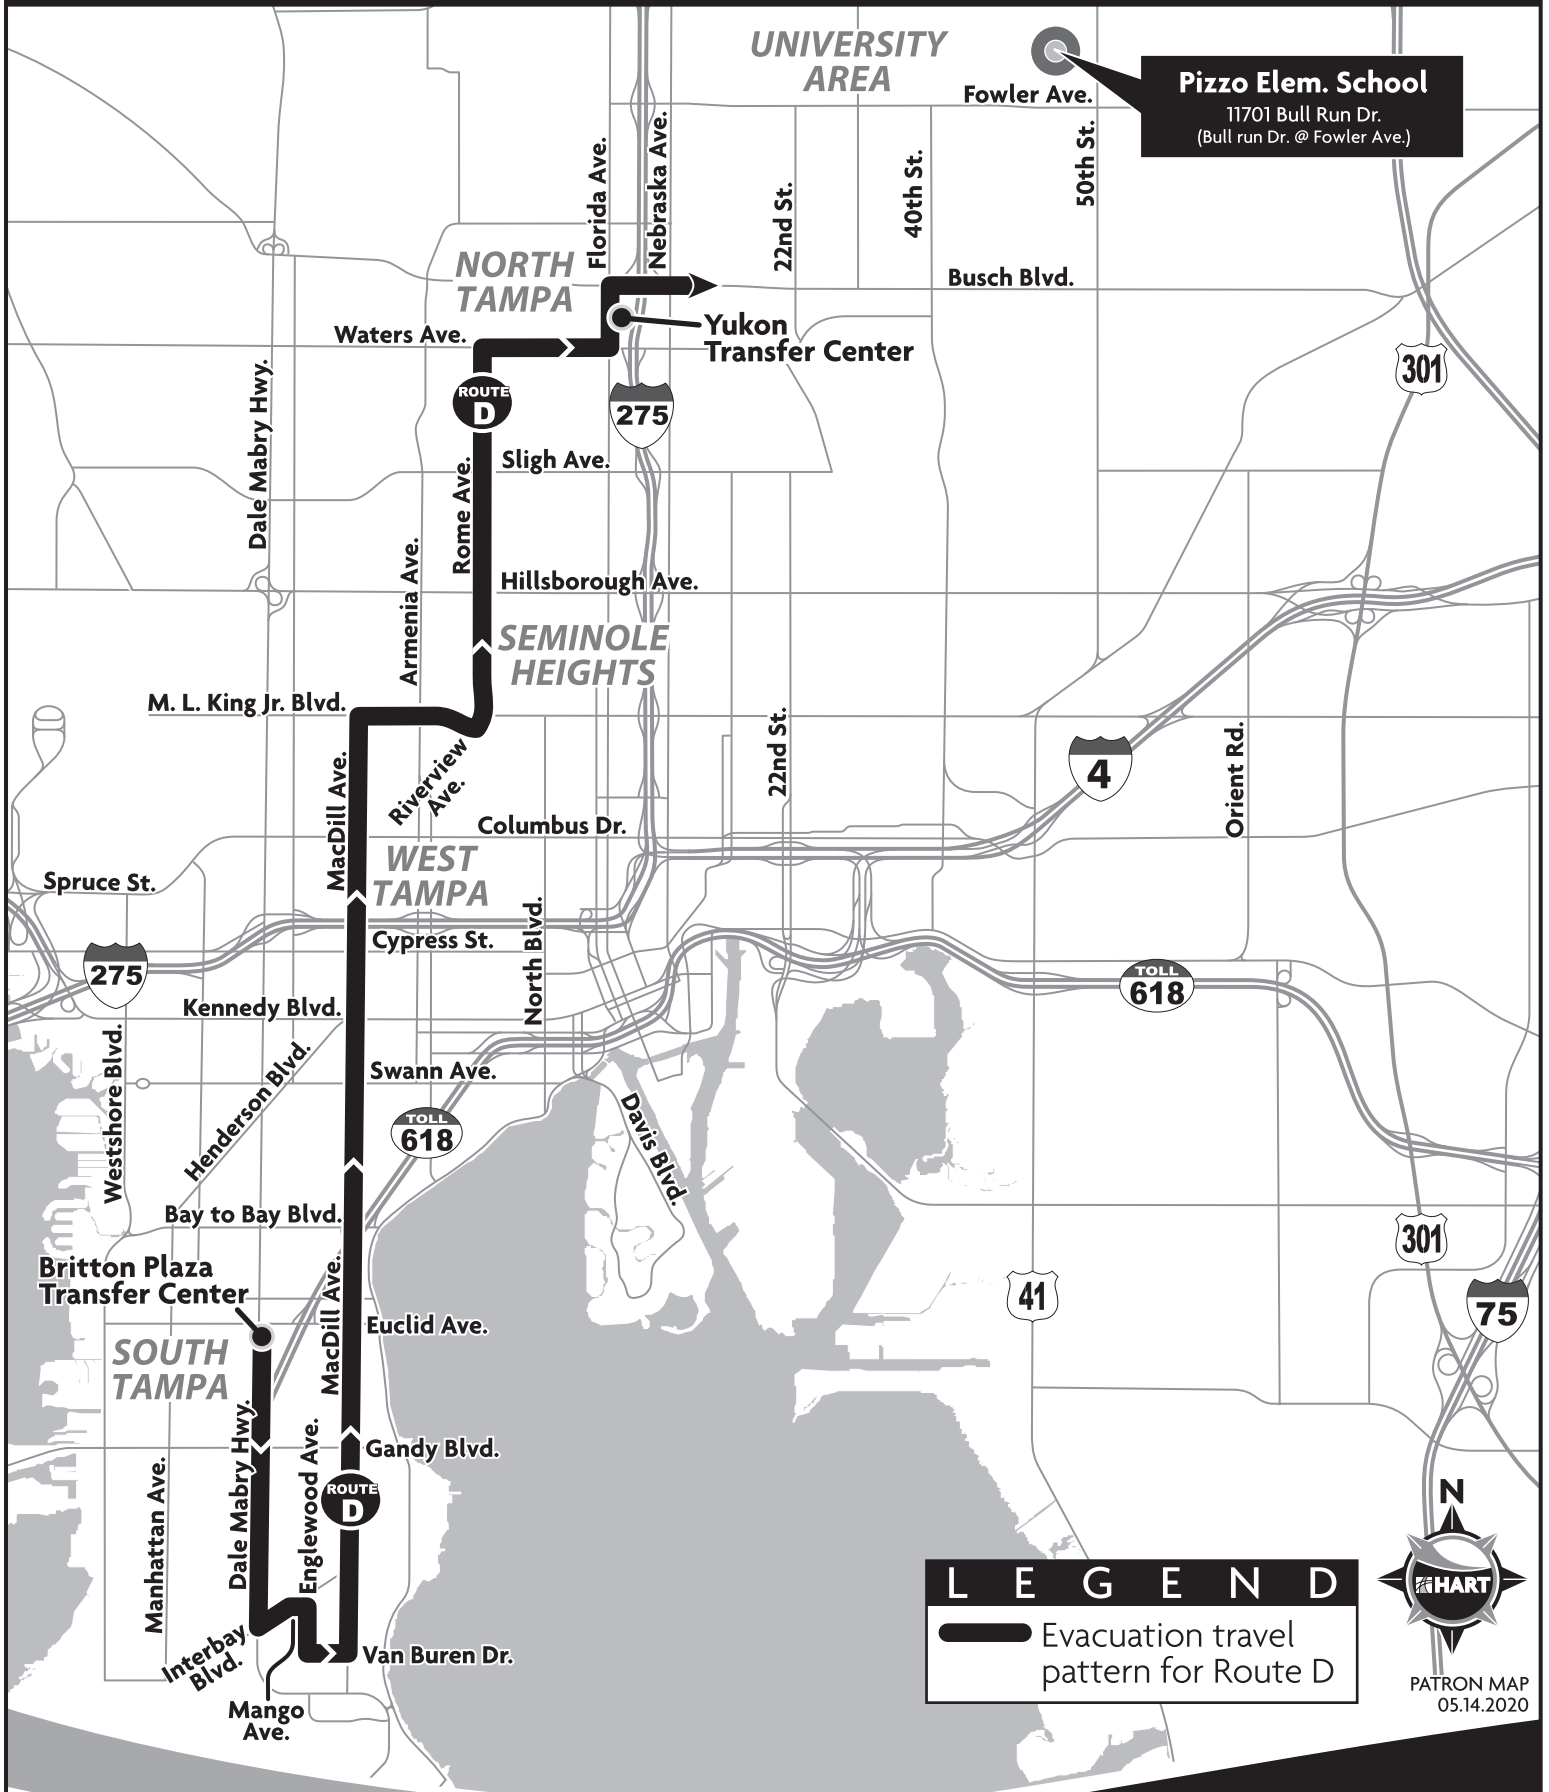 UNIVERSITY
AREA
Pizzo Elem. School
11701 Bull Run Dr.
(Bull run Dr. @ Fowler Ave.)
Fowler Ave.
Florida Ave.
Nebraska Ave.
22nd St.
40th St.
50th St.
NORTH
TAMPA
Busch Blvd.
Waters Ave.
Yukon
Transfer Center
301
Dale Mabry Hwy.
ROUTE
D
275
Sligh Ave.
Rome Ave.
Armenia Ave.
Hillsborough Ave.
SEMINOLE
HEIGHTS
M. L. King Jr. Blvd.
Riverview
Ave.
MacDill Ave.
22nd St.
4
Orient Rd.
Columbus Dr.
WEST
TAMPA
Spruce St.
Cypress St.
North Blvd.
275
TOLL
618
Kennedy Blvd.
Westshore Blvd.
Henderson Blvd.
Swann Ave.
TOLL
618
Davis Blvd.
Bay to Bay Blvd.
301
Britton Plaza
Transfer Center
MacDill Ave.
41
75
Euclid Ave.
SOUTH
TAMPA
Dale Mabry Hwy.
Englewood Ave.
Gandy Blvd.
Manhattan Ave.
ROUTE
D
N
HART
LEGEND
Evacuation travel
pattern for Route D
Interbay
Blvd.
Van Buren Dr.
Mango
Ave.
PATRON MAP
05.14.2020